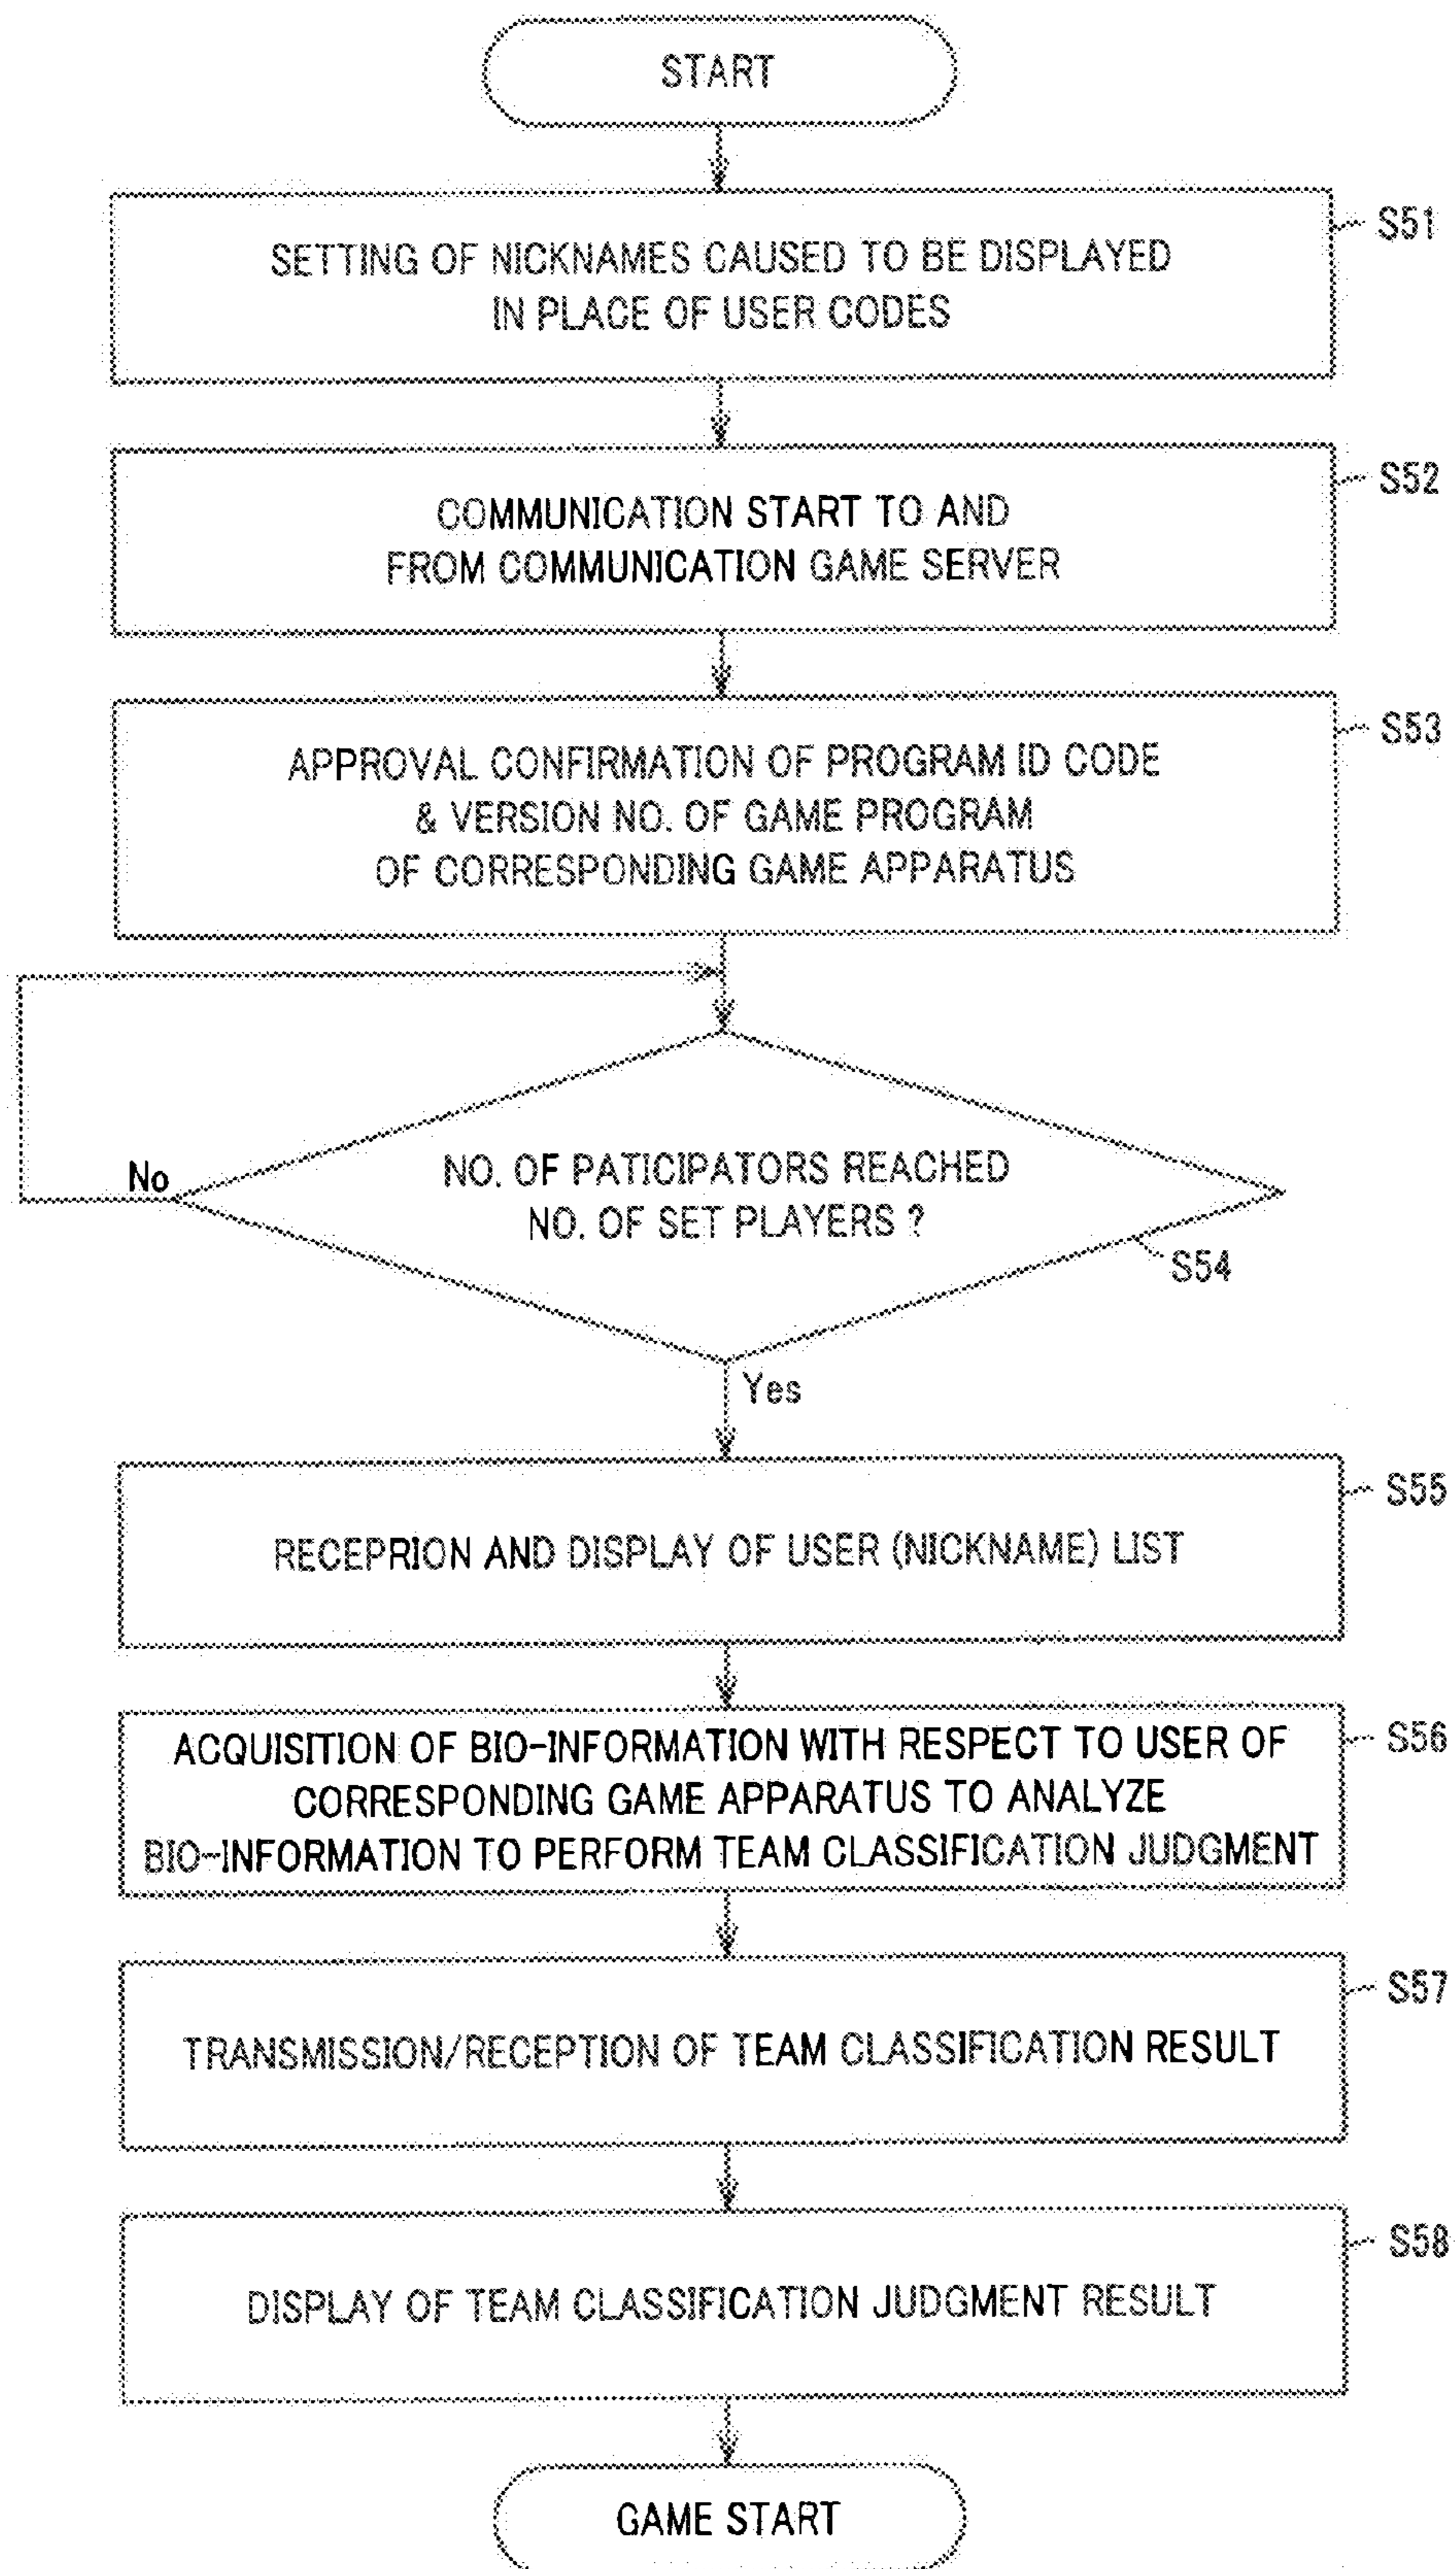 START
S51
SETTING OF NICKNAMES CAUSED TO BE DISPLAYED
IN PLACE OF USER CODES
S52
COMMUNICATION START TO AND
FROM COMMUNICATION GAME SERVER
S53
APPROVAL CONFIRMATION OF PROGRAM ID CODE
& VERSION NO. OF GAME PROGRAM
OF CORRESPONDING GAME APPARATUS
No
NO. OF PATICIPATORS REACHED
NO. OF SET PLAYERS ?
S54
Yes
S55
RECEPRION AND DISPLAY OF USER (NICKNAME) LIST
S56
ACQUISITION OF BIO-INFORMATION WITH RESPECT TO USER OF
CORRESPONDING GAME APPARATUS TO ANALYZE
BIO-INFORMATION TO PERFORM TEAM CLASSIFICATION JUDGMENT
S57
TRANSMISSION/RECEPTION OF TEAM CLASSIFICATION RESULT
S58
DISPLAY OF TEAM CLASSIFICATION JUDGMENT RESULT
GAME START